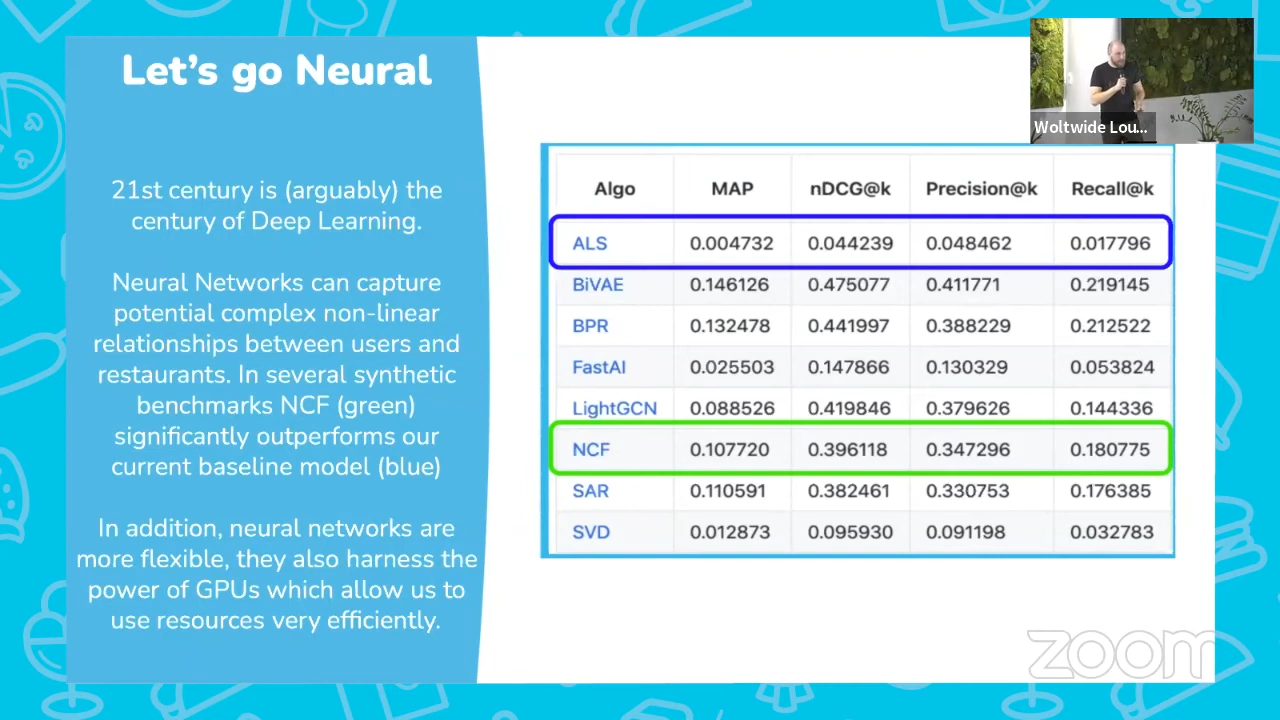 Let's go Neural
21st century is (arguably) the
century of Deep Learning.
Neural Networks can capture
potential complex non-linear
relationships between users and
restaurants. In several synthetic
benchmarks NCF (green)
significantly outperforms our
current baseline model (blue)
In addition, neural networks are
more flexible, they also harness the
power of GPUs which allow us to
use resources very efficiently.
Woltwide Lou...
Algo MAP nDCG@k Precision@k Recall@k
ALS 0.004732 0.044239 0.048462 0.017796
BiVAE 0.146126 0.475077 0.411771 0.219145
BPR 0.132478 0.441997 0.388229 0.212522
FastAI 0.025503 0.147866 0.130329 0.053824
LightGCN 0.088526 0.419846 0.379626 0.144336
NCF 0.107720 0.396118 0.347296 0.180775
SAR 0.110591 0.382461 0.330753 0.176385
SVD 0.012873 0.095930 0.091198 0.032783
zoom